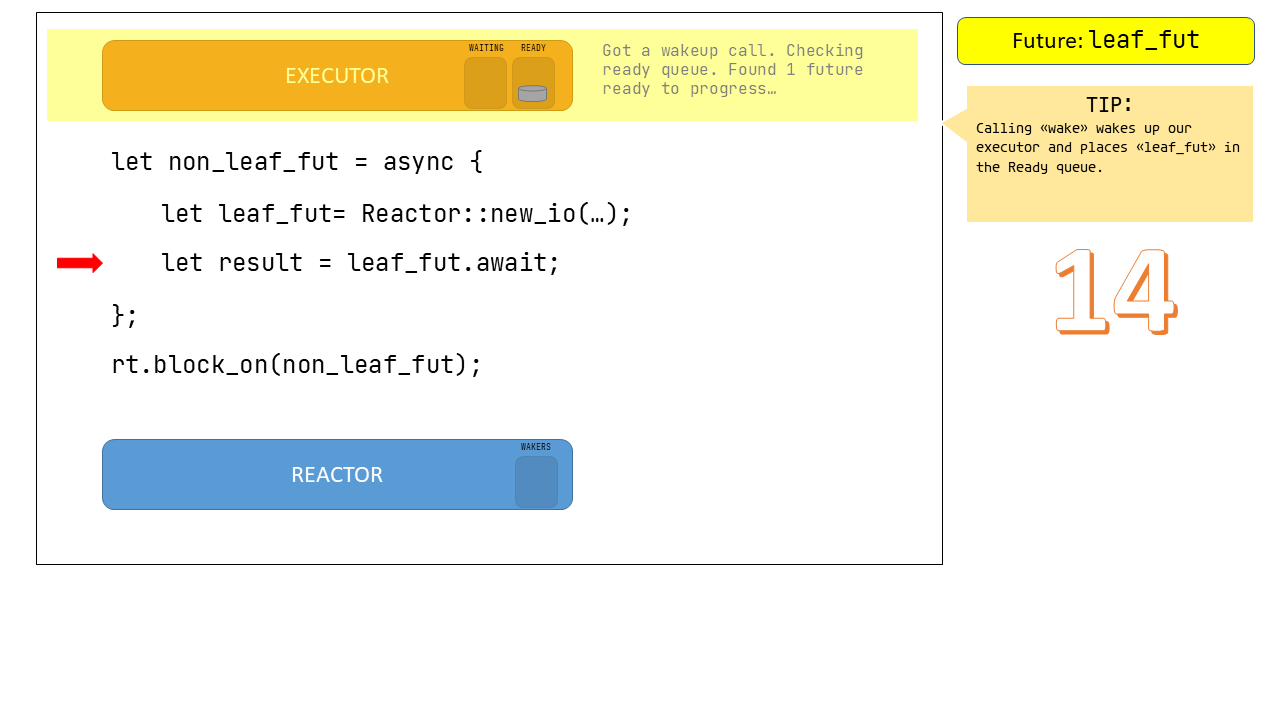 WAITING
READY
EXECUTOR
Got a wakeup call. Checking
ready queue. Found 1 future
ready to progress…
let non_leaf_fut = async {
let leaf_fut= Reactor::new_io(…);
let result = leaf_fut.await;
};
rt.block_on(non_leaf_fut);
WAKERS
REACTOR
Future: leaf_fut
TIP:
Calling «wake» wakes up our
executor and places «leaf_fut» in
the Ready queue.
14